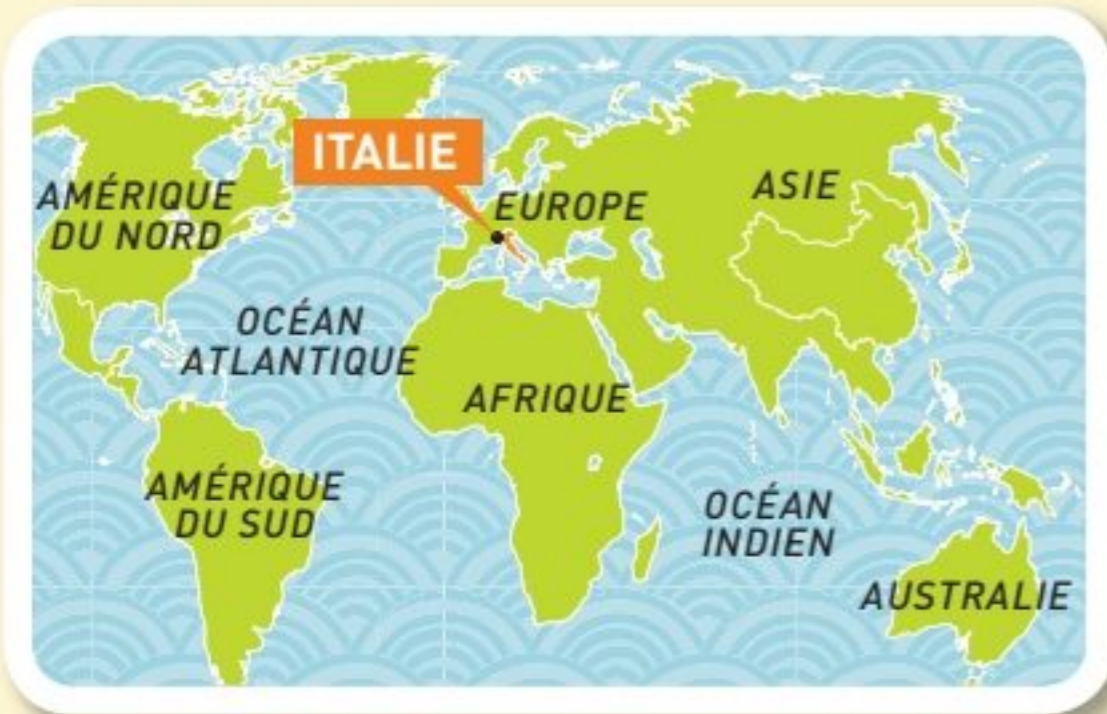 ITALIE
AMÉRIQUE
DU NORD
EUROPE
ASIE
OCÉAN
ATLANTIQUE
AFRIQUE
AMÉRIQUE
DU SUD
OCÉAN
INDIEN
AUSTRALIE